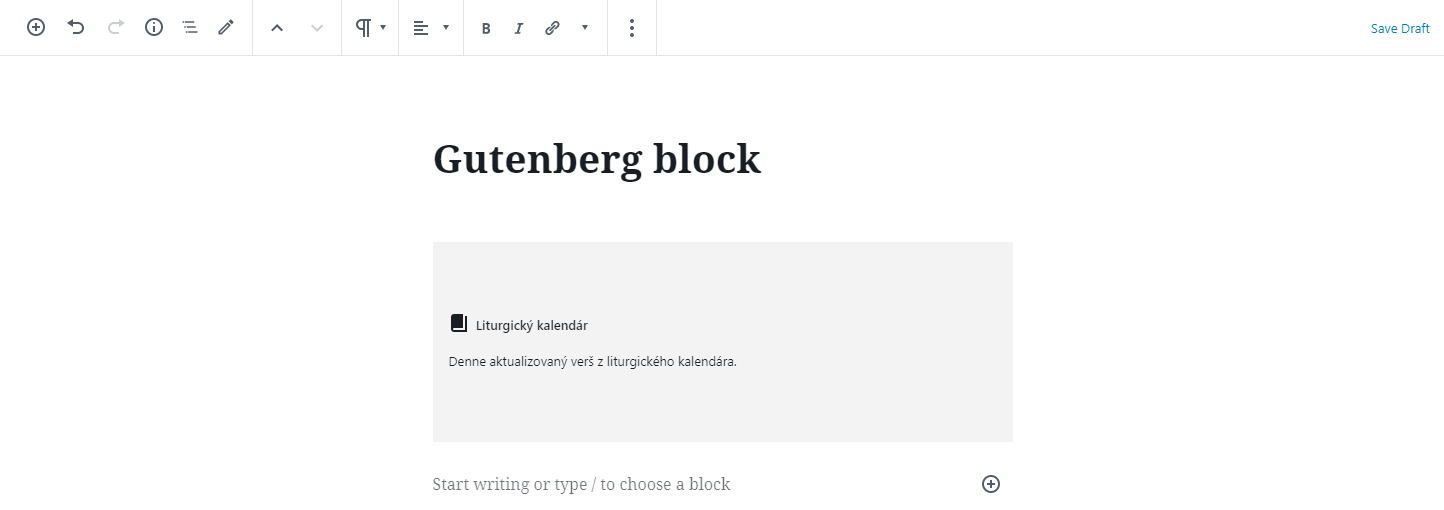 B I
Save Draft
Gutenberg block
Liturgický kalendár
Denne aktualizovaný verš z liturgického kalendára.
Start writing or type / to choose a block